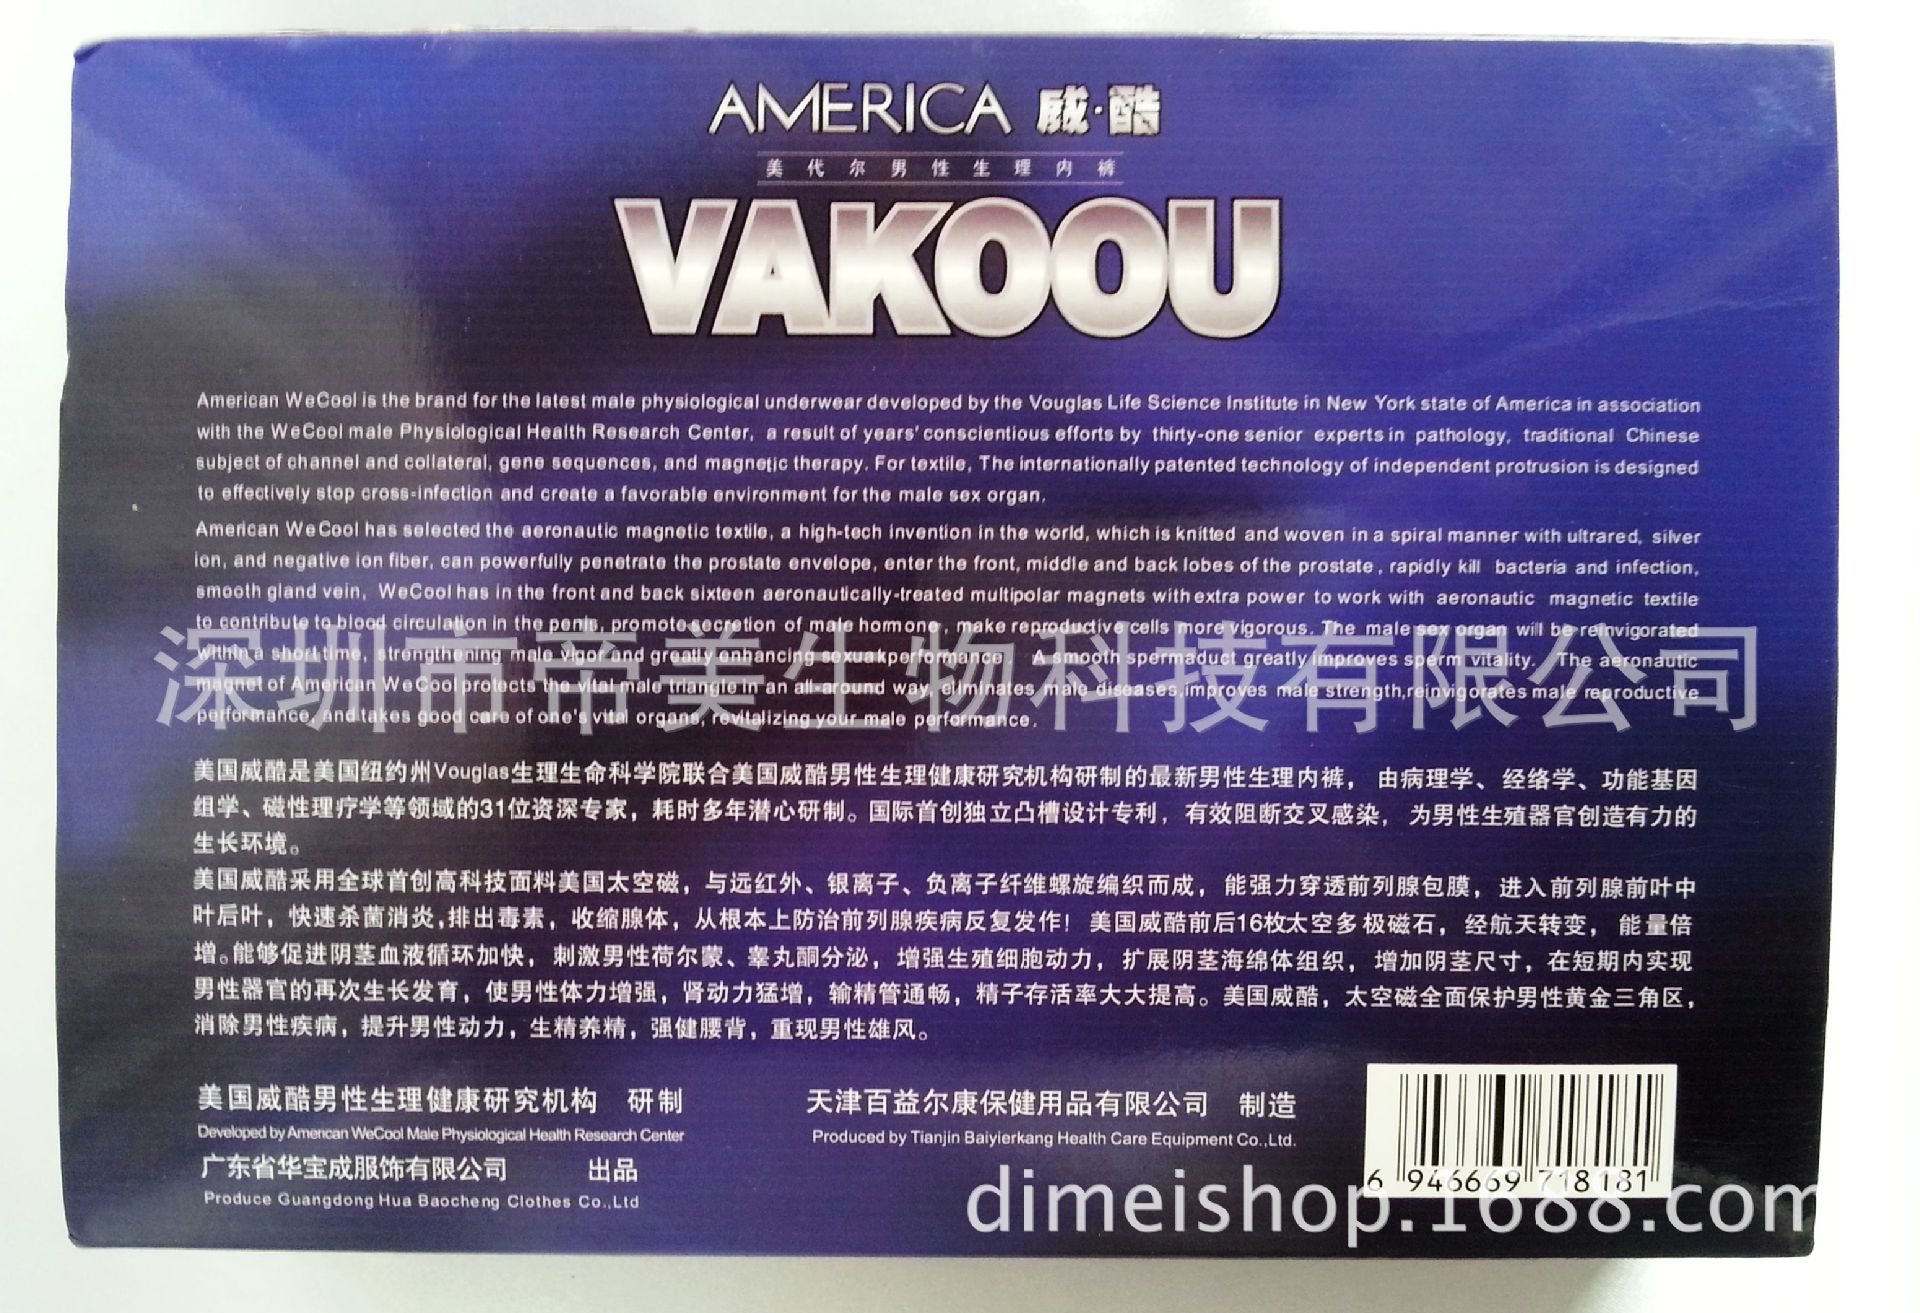 AMERICA 威·酷
美代尔男性生理内裤
VAKOOU
American WeCool is the brand for the latest male physiological underwear developed by the Vouglas Life Science Institute in New York state of America in association
with the WeCool male Physiological Health Research Center, a result of years' conscientious efforts by thirty-one senior experts in pathology, traditional Chinese
subject of channel and collateral, gene sequences, and magnetic therapy. For textile, The internationally patented technology of independent protrusion is designed
to effectively stop cross-infection and create a favorable environment for the male sex organ.
American WeCool has selected the aeronautic magnetic textile, a high-tech invention in the world, which is knitted and woven in a spiral manner with ultrared, silver
ion, and negative ion fiber, can powerfully penetrate the prostate envelope, enter the front, middle and back lobes of the prostate, rapidly kill bacteria and infection,
smooth gland vein, WeCool has in the front and back sixteen aeronautically-treated multipolar magnets with extra power to work with aeronautic magnetic textile
to contribute to blood circulation in the penis, promote secretion of male hormone, make reproductive cells more vigorous. The male sex organ will be reinvigorated
within a short time, strengthening male vigor and greatly enhancing sexuak performance. A smooth spermaduct greatly improves sperm vitality. The aeronautic
magnet of American WeCool protects the vital male triangle in an all-around way, eliminates male diseases,improves male strength,reinvigorates male reproductive
performance, and takes good care of one's vital organs, revitalizing your male performance.
深圳市帝美生物科技有限公司
美国威酷是美国纽约州Vouglas生理生命科学院联合美国威酷男性生理健康研究机构研制的最新男性生理内裤，由病理学、经络学、功能基因
组学、磁性理疗学等领域的31位资深专家，耗时多年潜心研制。国际首创独立凸槽设计专利，有效阻断交叉感染，为男性生殖器官创造有力的
生长环境。
美国威酷采用全球首创高科技面料美国太空磁，与远红外、银离子、负离子纤维螺旋编织而成，能强力穿透前列腺包膜，进入前列腺前叶中
叶后叶，快速杀菌消炎,排出毒素，收缩腺体，从根本上防治前列腺疾病反复发作！美国威酷前后16枚太空多极磁石，经航天转变，能量倍
增。能够促进阴茎血液循环加快，刺激男性荷尔蒙、睾丸酮分泌，增强生殖细胞动力，扩展阴茎海绵体组织，增加阴茎尺寸，在短期内实现
男性器官的再次生长发育，使男性体力增强，肾动力猛增，输精管通畅，精子存活率大大提高。美国威酷，太空磁全面保护男性黄金三角区，
消除男性疾病，提升男性动力，生精养精，强健腰背，重现男性雄风。
美国威酷男性生理健康研究机构 研制
Developed by American WeCool Male Physiological Health Research Center
广东省华宝成服饰有限公司 出品
Produce Guangdong Hua Baocheng Clothes Co.,Ltd
天津百益尔康保健用品有限公司 制造
Produced by Tianjin Baiyierkang Health Care Equipment Co.,Ltd.
6 946669 718181
dimeishop.1688.com